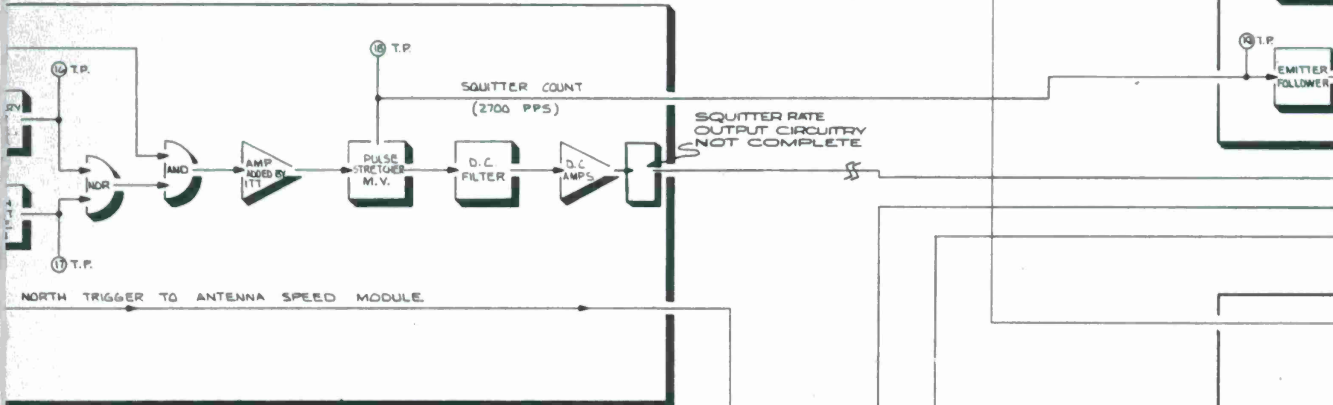 18 T.P.
19 T.P.
16 T.P.
EMITTER
FOLLOWER
SQUITTER COUNT
(2700 PPS)
SQUITTER RATE
OUTPUT CIRCUITRY
NOT COMPLETE
NOR
AND
AMP
ADDED BY
ITT
PULSE
STRETCHER
M.V.
D.C.
FILTER
D.C
AMPS
17 T.P.
NORTH TRIGGER TO ANTENNA SPEED MODULE